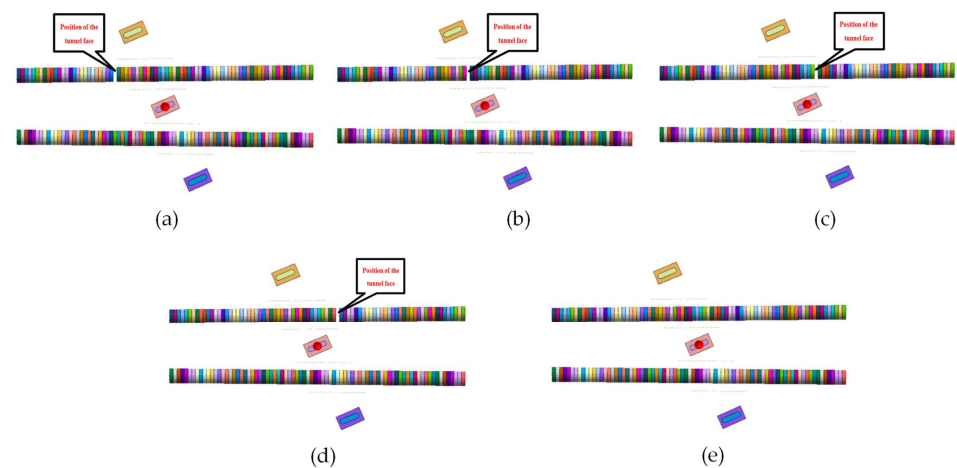 Position of the
tunnel face
Position of the
tunnel face
Position of the
tunnel face
(a)
(b)
(c)
Position of the
tunnel face
(d)
(e)